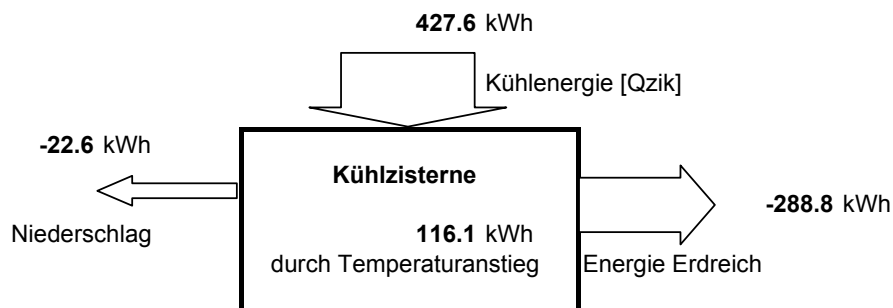 427.6 kWh
Kühlenergie [Qzik]
-22.6 kWh
Kühlzisterne
-288.8 kWh
Niederschlag
116.1 kWh
durch Temperaturanstieg
Energie Erdreich